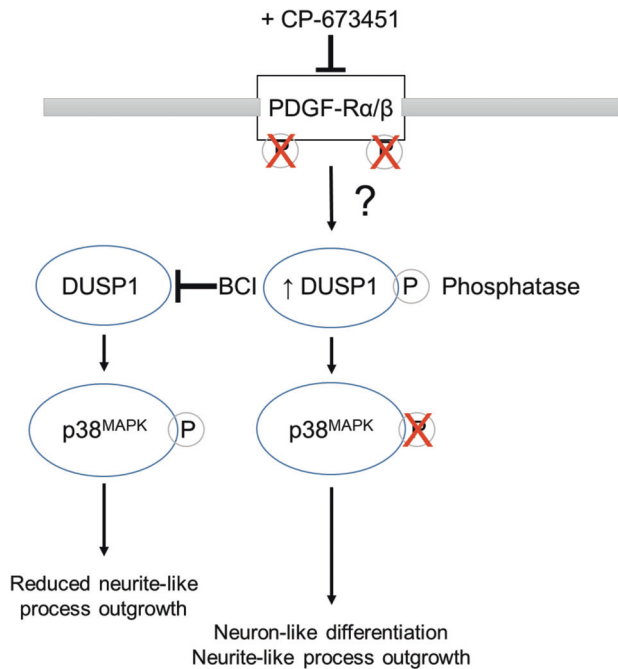 + CP-673451
PDGF-Rα/β
P P
?
DUSP1 BCI ↑ DUSP1 P Phosphatase
p38MAPK P p38MAPK P
Reduced neurite-like
process outgrowth
Neuron-like differentiation
Neurite-like process outgrowth